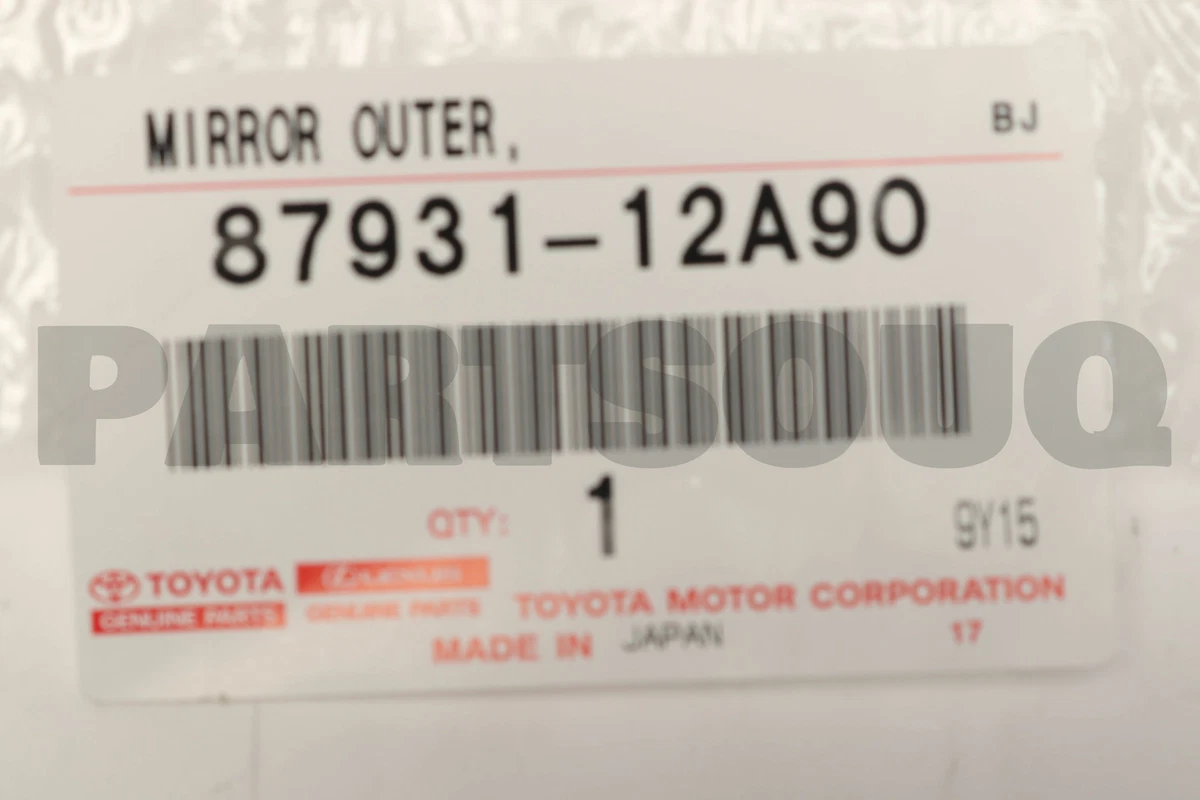 MIRROR OUTER, BJ
87931-12A90
PARTSOUQ
QTY: 1 9Y15
TOYOTA LEXUS
GENUINE PARTS GENUINE PARTS TOYOTA MOTOR CORPORATION
MADE IN JAPAN 17